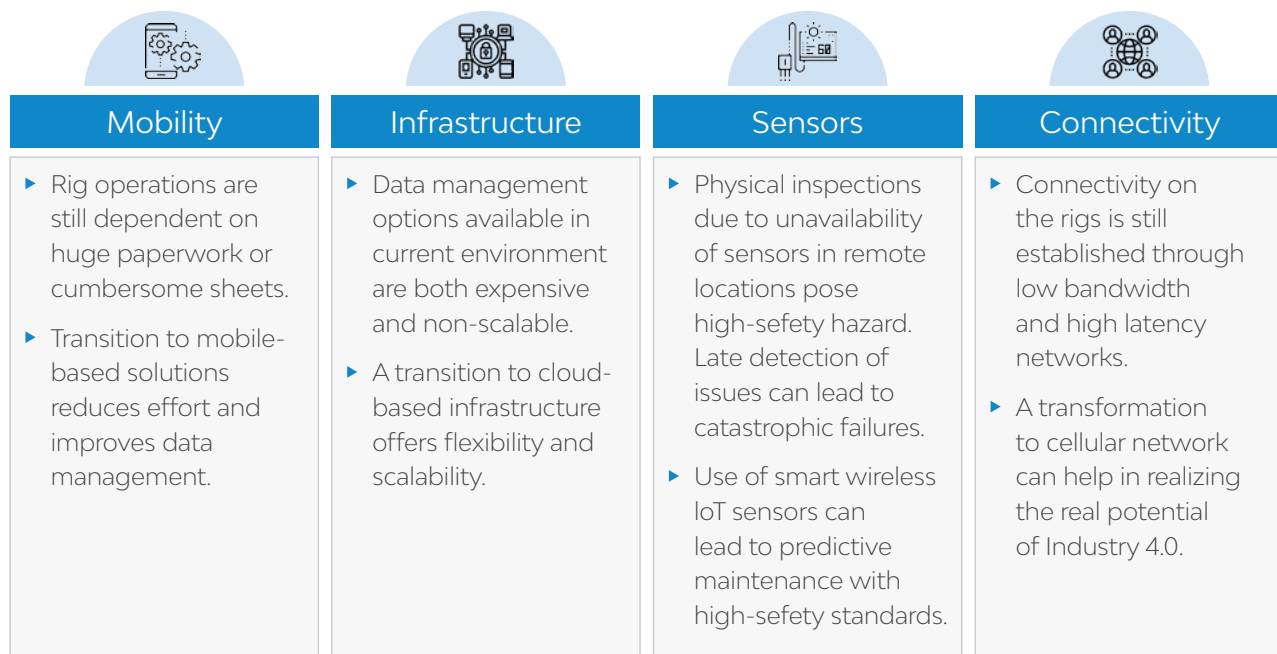 60
Mobility
Rig operations are
still dependent on
huge paperwork or
cumbersome sheets.
Transition to mobile-
based solutions
reduces effort and
improves data
management.
Infrastructure
Data management
options available in
current environment
are both expensive
and non-scalable.
A transition to cloud-
based infrastructure
offers flexibility and
scalability.
Sensors
Physical inspections
due to unavailability
of sensors in remote
locations pose
high-sefety hazard.
Late detection of
issues can lead to
catastrophic failures.
Use of smart wireless
IoT sensors can
lead to predictive
maintenance with
high-sefety standards.
Connectivity
Connectivity on
the rigs is still
established through
low bandwidth
and high latency
networks.
A transformation
to cellular network
can help in realizing
the real potential
of Industry 4.0.